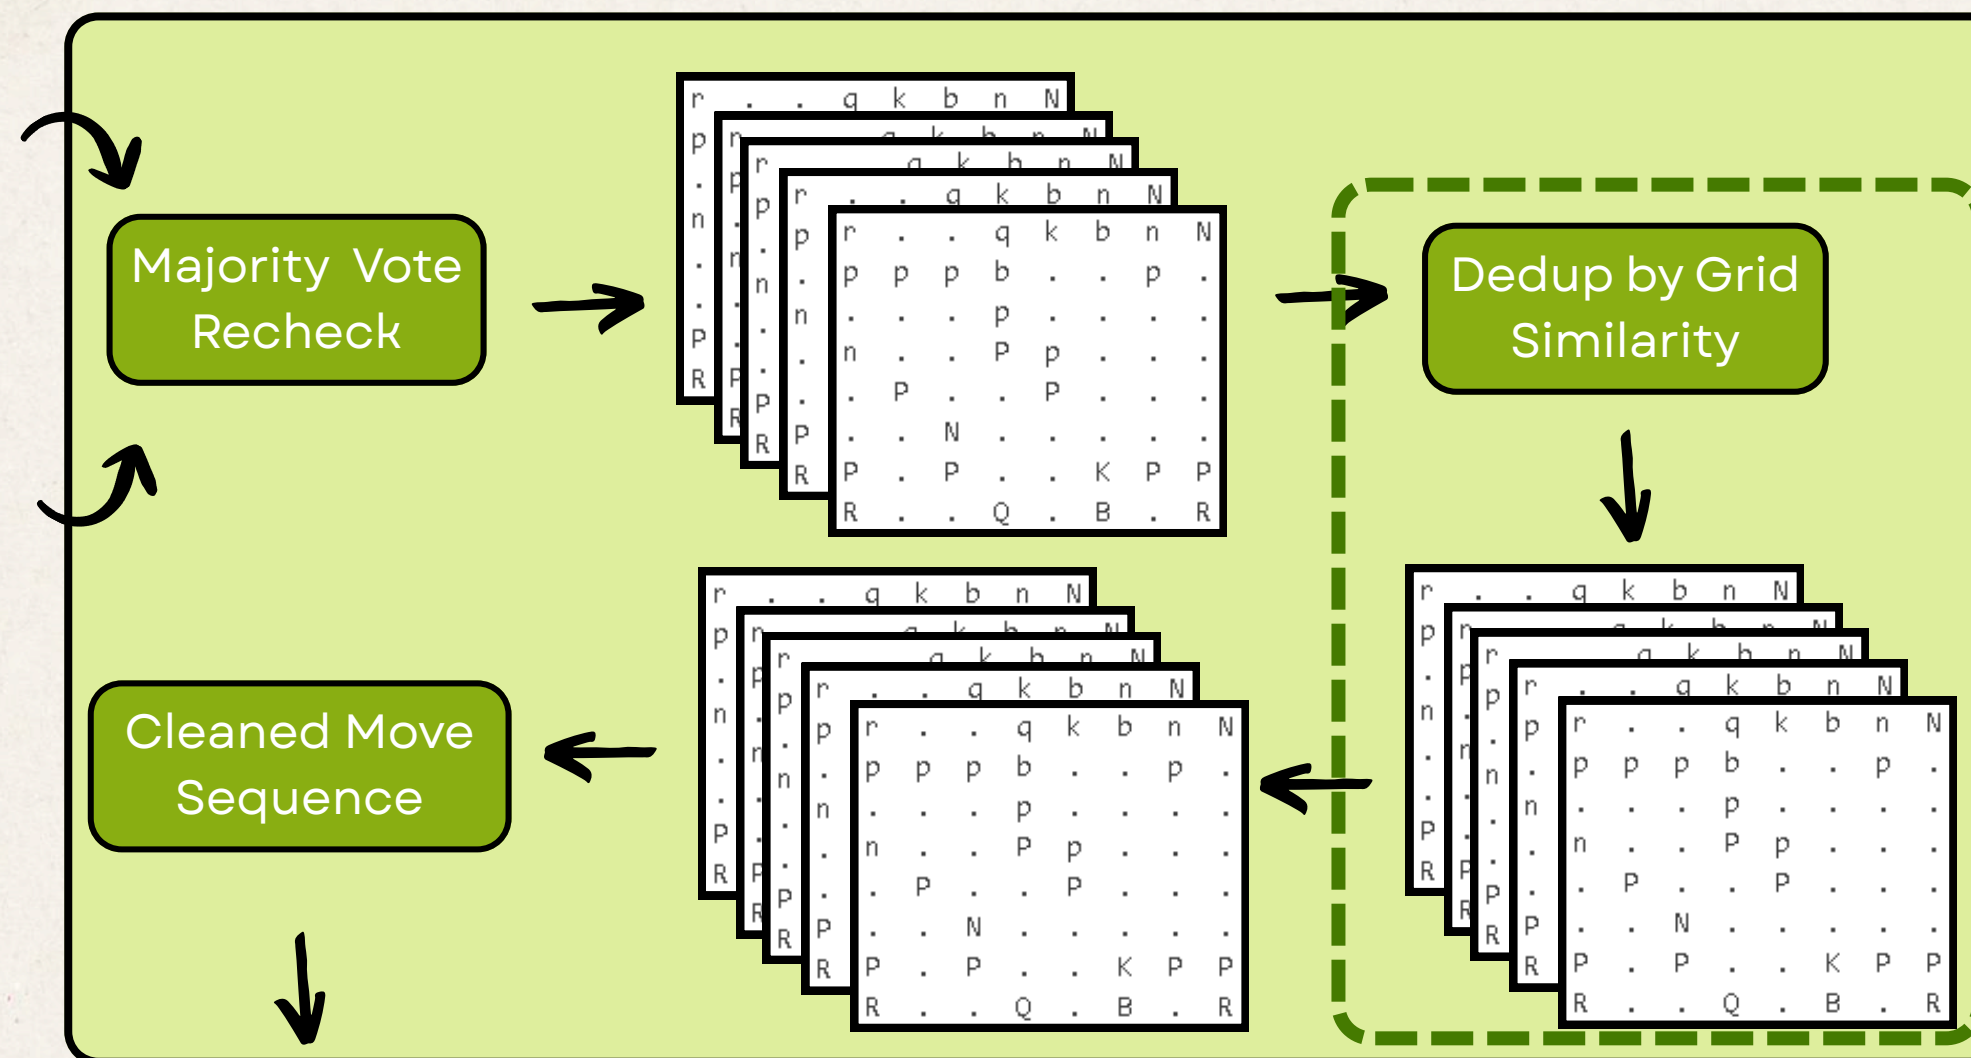 Majority Vote
Recheck
r . . q k b n N
p
.
n
.
.
P
R
r . . q k b n N
p
.
n
.
.
P
R
r . . q k b n N
p
.
n
.
.
P
R
r . . q k b n N
p
.
n
.
.
P
R
r . . q k b n N
p p p b . . p .
. . . p . . . .
n . . P p . . .
. P . . P . . .
. . N . . . . .
P . P . . K P P
R . . Q . B . R
Dedup by Grid
Similarity
r . . q k b n N
p
.
n
.
.
P
R
r . . q k b n N
p
.
n
.
.
P
R
r . . q k b n N
p
.
n
.
.
P
R
r . . q k b n N
p
.
n
.
.
P
R
r . . q k b n N
p p p b . . p .
. . . p . . . .
n . . P p . . .
. P . . P . . .
. . N . . . . .
P . P . . K P P
R . . Q . B . R
r . . q k b n N
p
.
n
.
.
P
R
r . . q k b n N
p
.
n
.
.
P
R
r . . q k b n N
p
.
n
.
.
P
R
r . . q k b n N
p
.
n
.
.
P
R
r . . q k b n N
p p p b . . p .
. . . p . . . .
n . . P p . . .
. P . . P . . .
. . N . . . . .
P . P . . K P P
R . . Q . B . R
Cleaned Move
Sequence